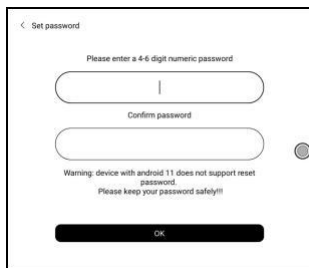 Set password
Please enter a 4-6 digit numeric password
Confirm password
Warning: device with android 11 does not support reset
password.
Please keep your password safely!!!
OK